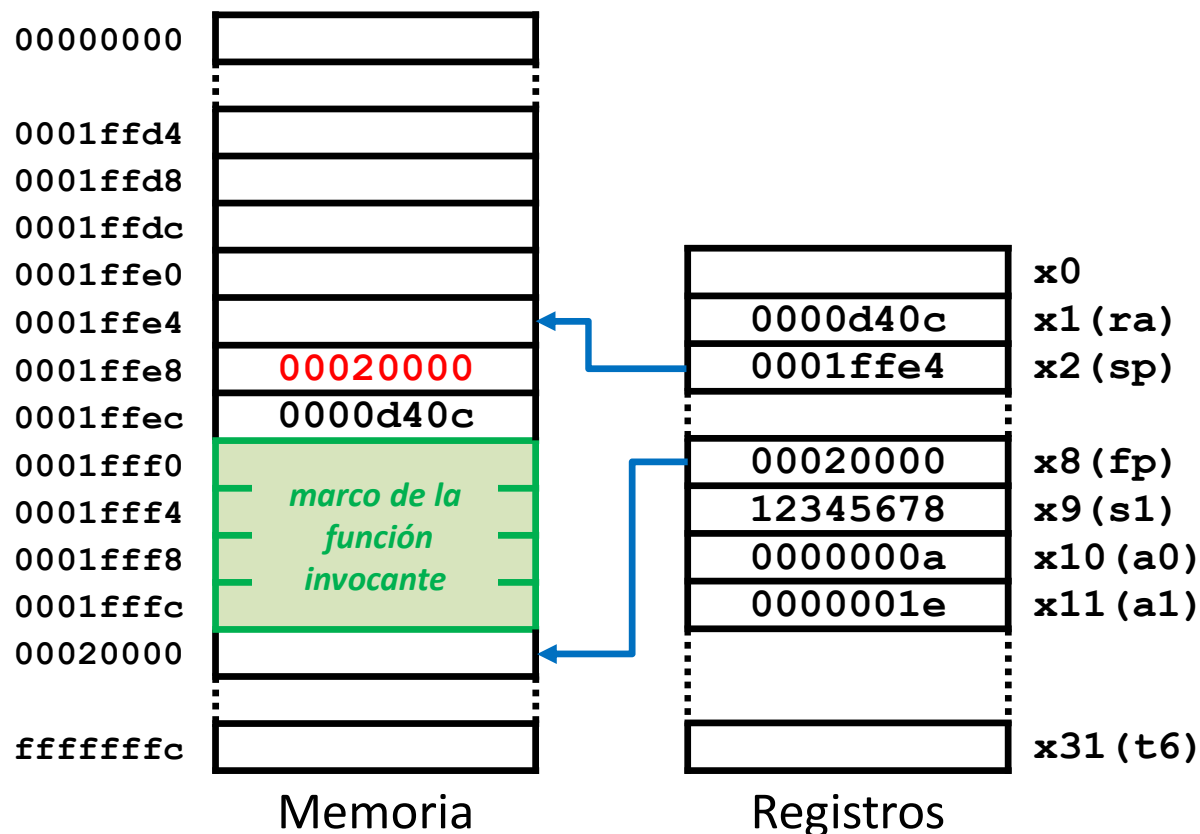 00000000
0001ffd4
0001ffd8
0001ffdc
0001ffe0
0001ffe4
0001ffe8 00020000
0001ffec 0000d40c
0001fff0
0001fff4
0001fff8
0001fffc
marco de la
función
invocante
00020000
fffffffc
Memoria
x0
0000d40c x1(ra)
0001ffe4 x2(sp)
00020000 x8(fp)
12345678 x9(s1)
0000000a x10(a0)
0000001e x11(a1)
x31(t6)
Registros